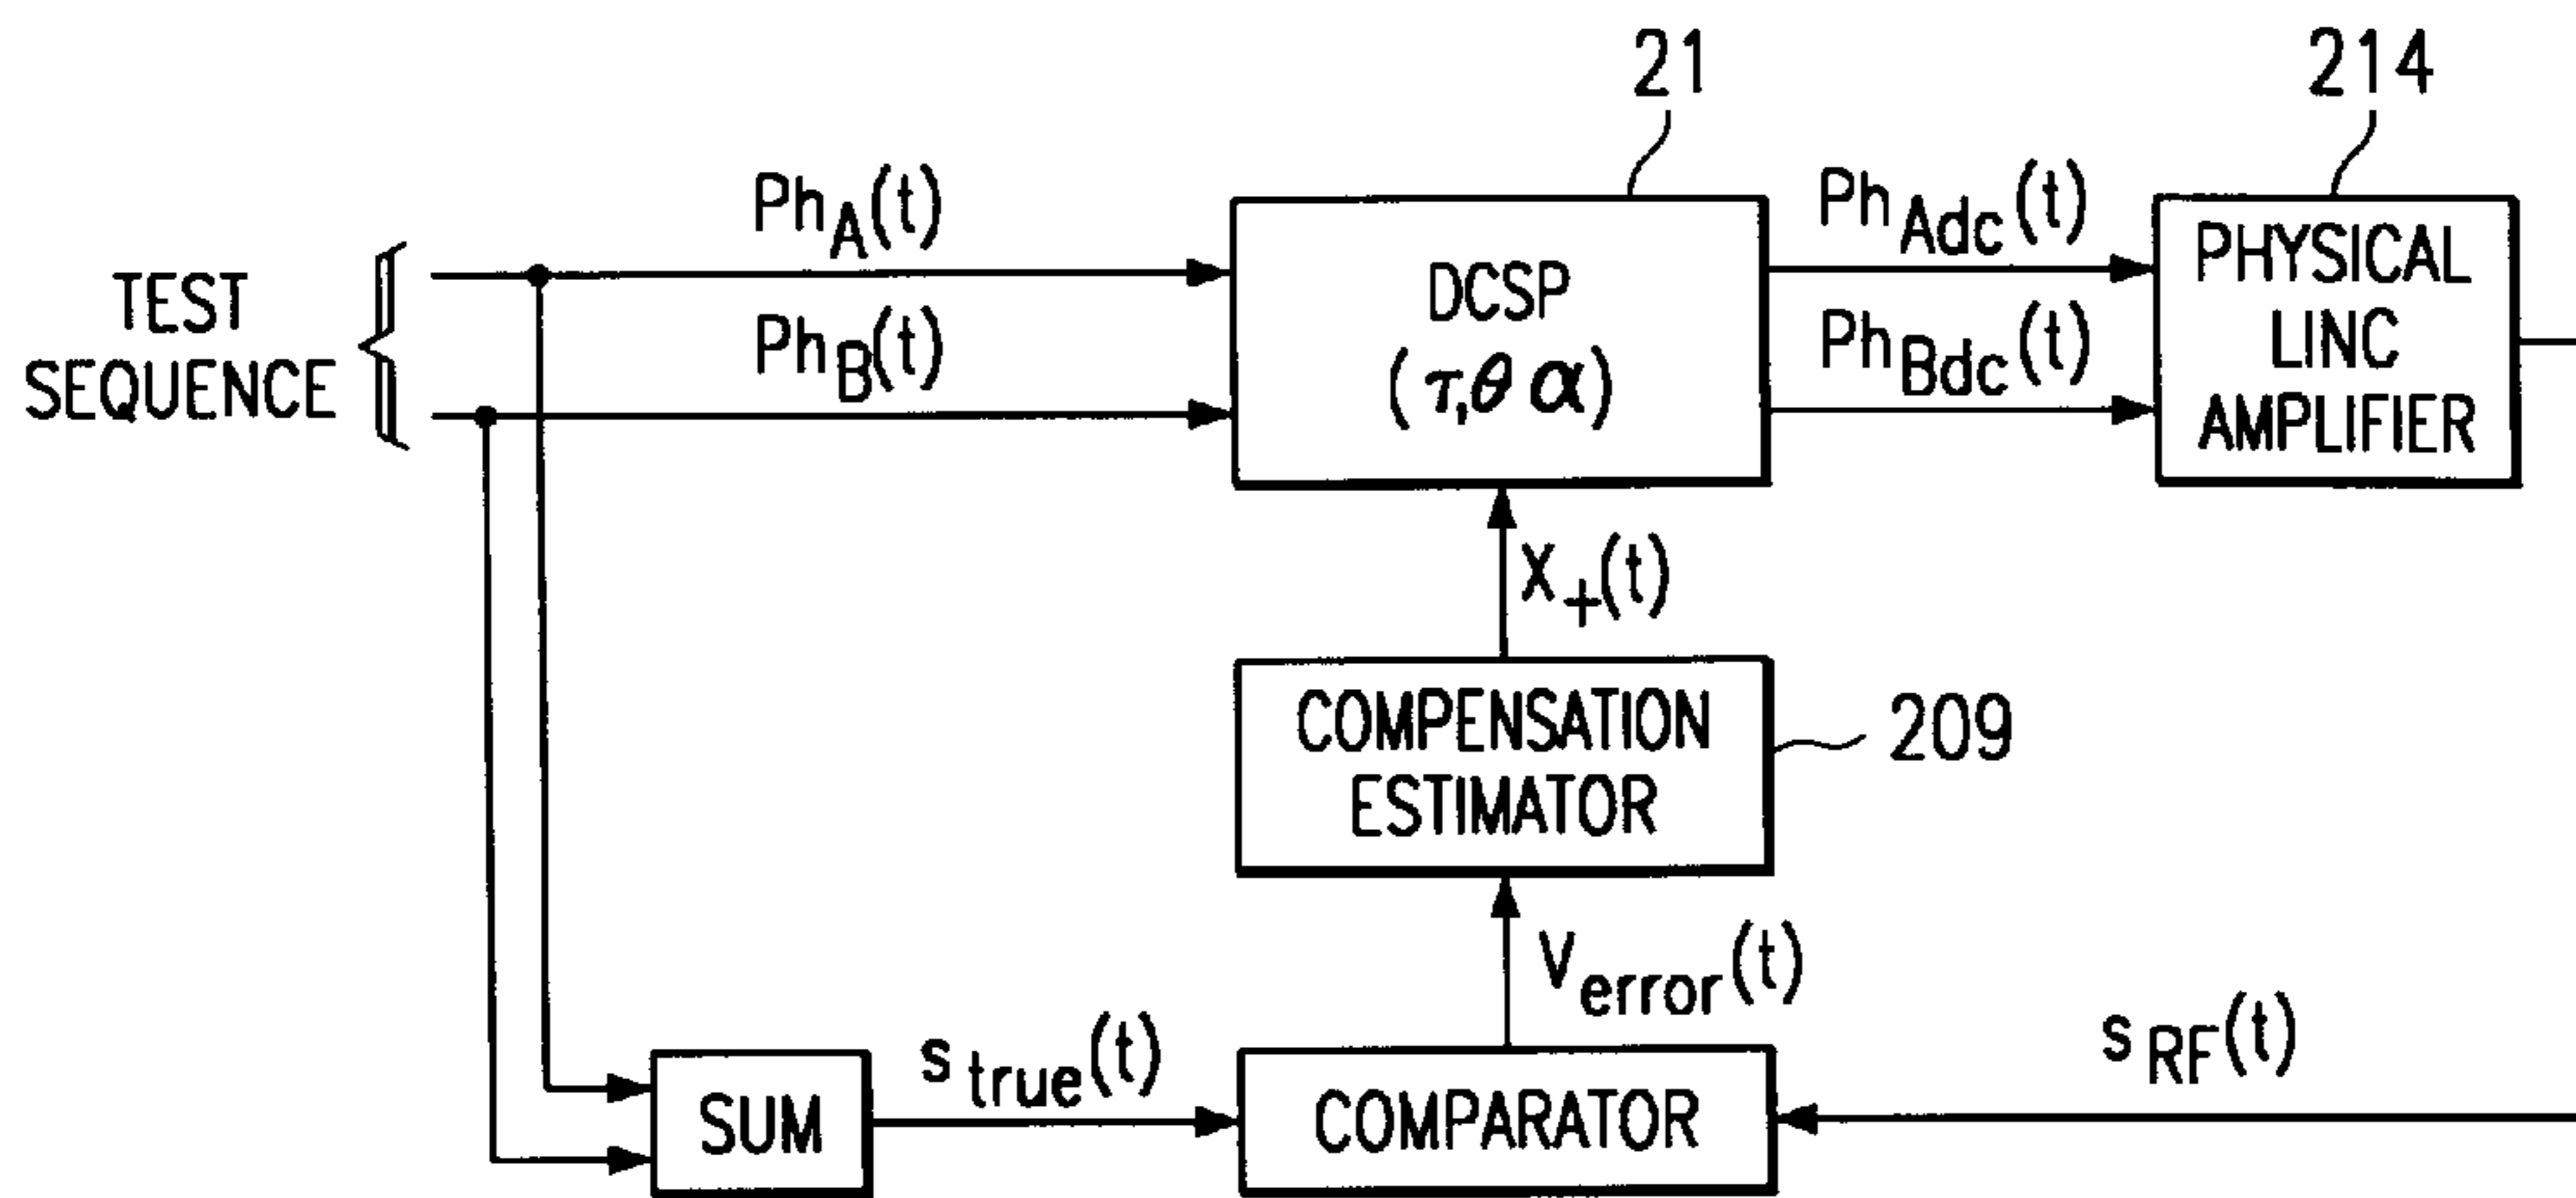 21
214
TEST
SEQUENCE
Ph_A(t)
Ph_B(t)
DCSP
(τ,θ α)
Ph_Adc(t)
Ph_Bdc(t)
PHYSICAL
LINC
AMPLIFIER
X_+(t)
COMPENSATION
ESTIMATOR
209
V_error(t)
SUM
s_true(t)
COMPARATOR
s_RF(t)